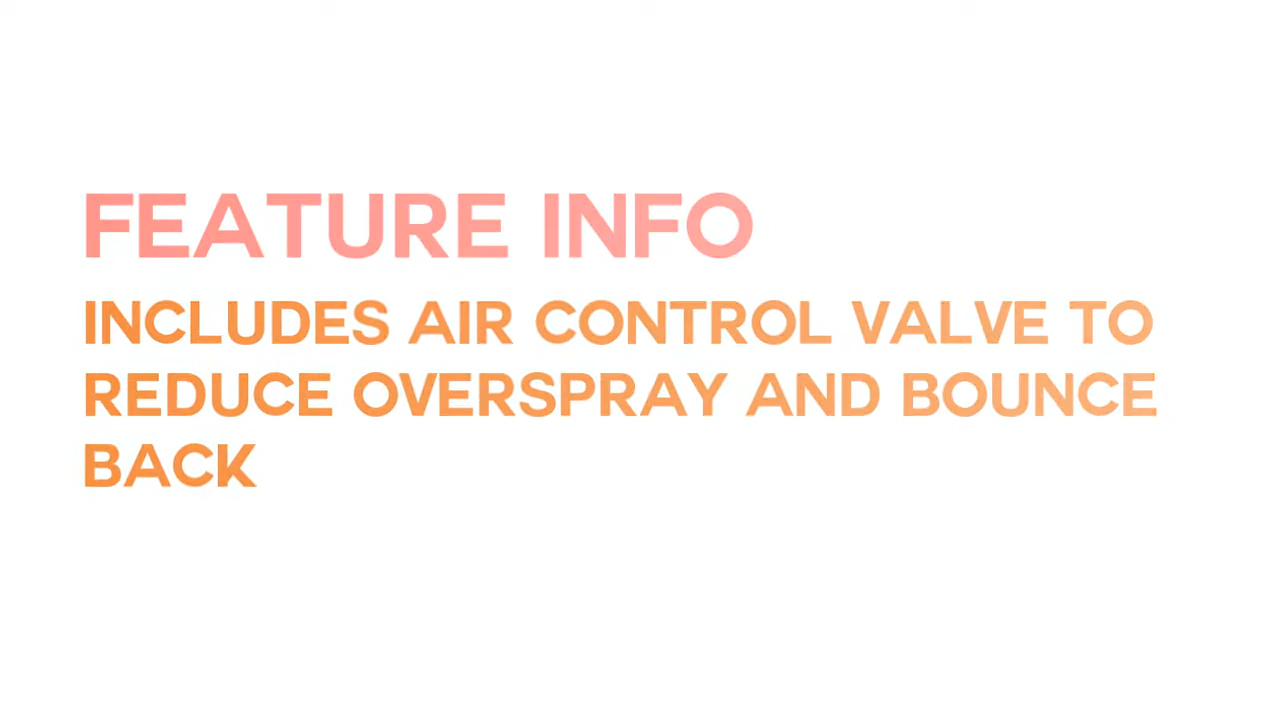 FEATURE INFO
INCLUDES AIR CONTROL VALVE TO
REDUCE OVERSPRAY AND BOUNCE
BACK